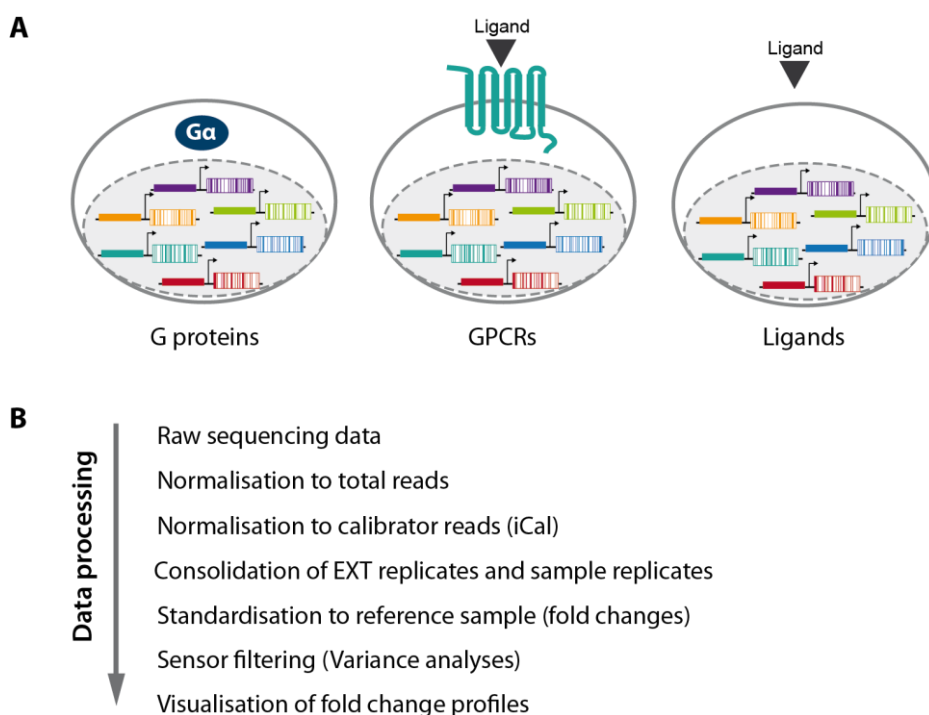 A
Ligand
Ligand
Gα
G proteins
GPCRs
Ligands
B
Data processing
Raw sequencing data
Normalisation to total reads
Normalisation to calibrator reads (iCal)
Consolidation of EXT replicates and sample replicates
Standardisation to reference sample (fold changes)
Sensor filtering (Variance analyses)
Visualisation of fold change profiles